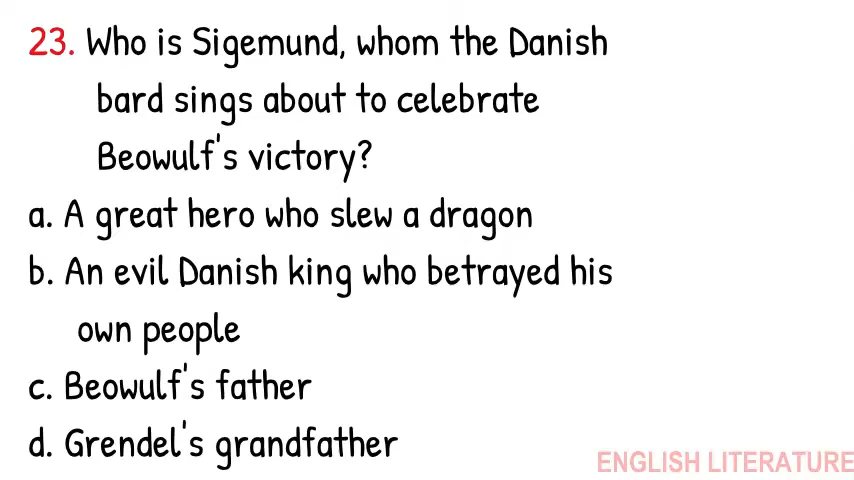 23. Who is Sigemund, whom the Danish
bard sings about to celebrate
Beowulf's victory?
a. A great hero who slew a dragon
b. An evil Danish king who betrayed his
own people
c. Beowulf's father
d. Grendel's grandfather
ENGLISH LITERATURE